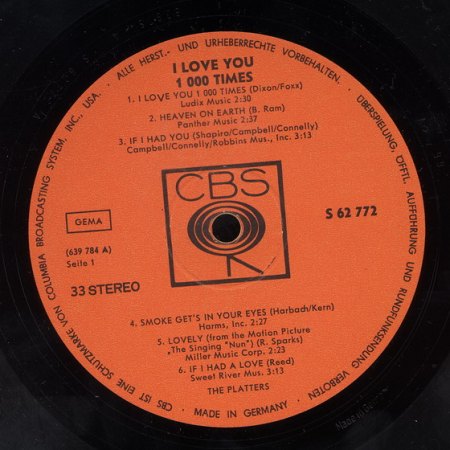 ALLE HERST.- UND URHEBERRECHTE VORBEHALTEN. ÜBERSPIELUNG, ÖFFTL. AUFFÜHRUNG UND RUNDFUNKSENDUNG VERBOTEN
I LOVE YOU
1 000 TIMES
1. I LOVE YOU 1 000 TIMES (Dixon/Foxx)
Ludix Music 2:30
2. HEAVEN ON EARTH (B. Ram)
Panther Music 2:37
3. IF I HAD YOU (Shapiro/Campbell/Connelly)
Campbell/Connelly/Robbins Mus., Inc. 3:13
CBS
GEMA
S 62 772
(639 784 A)
Seite 1
33 STEREO
4. SMOKE GET'S IN YOUR EYES (Harbach/Kern)
Harms, Inc. 2:27
5. LOVELY (from the Motion Picture
„The Singing "Nun") (R. Sparks)
Miller Music Corp. 2:23
6. IF I HAD A LOVE (Reed)
Sweet River Mus. 3:13
THE PLATTERS
CBS IST EINE SCHUTZMARKE VON COLUMBIA BROADCASTING SYSTEM, INC., USA.
· MADE IN GERMANY ·